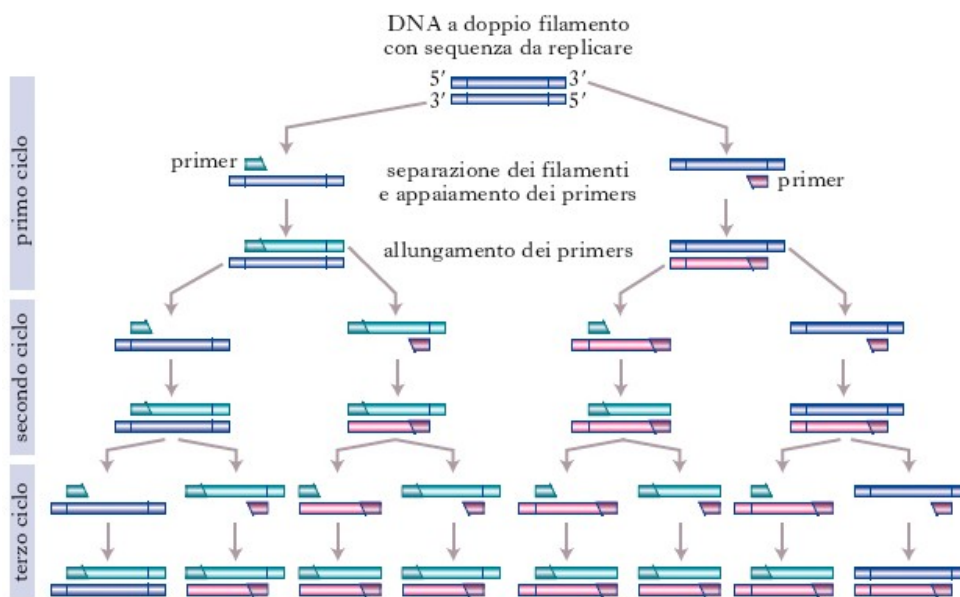 DNA a doppio filamento
con sequenza da replicare
5′ 3′
3′ 5′
primo ciclo
primer
separazione dei filamenti
e appaiamento dei primers
primer
allungamento dei primers
secondo ciclo
terzo ciclo